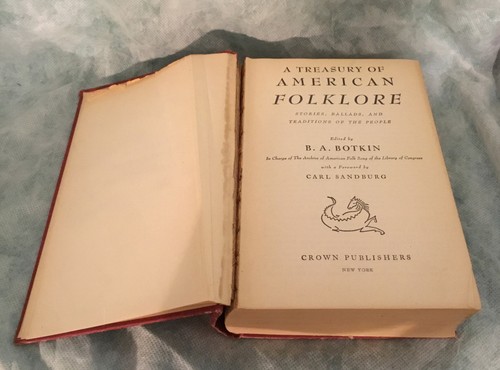 A TREASURY OF
AMERICAN
FOLKLORE
STORIES, BALLADS, AND
TRADITIONS OF THE PEOPLE
Edited by
B. A. BOTKIN
In Charge of The Archive of American Folk Song of the Library of Congress
with a Foreword by
CARL SANDBURG
CROWN PUBLISHERS
NEW YORK